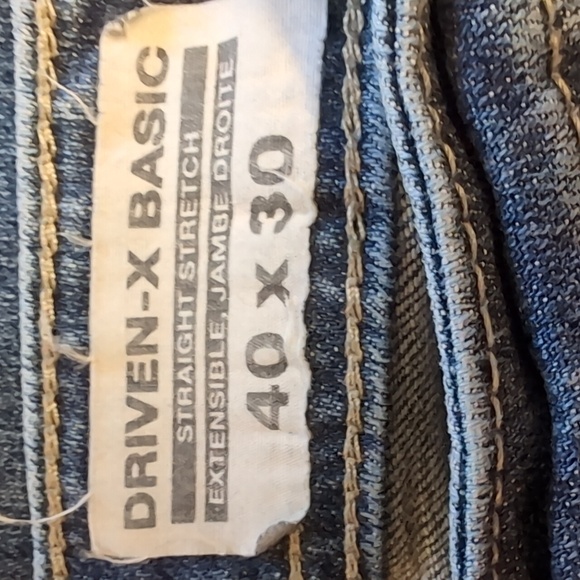 DRIVEN-X BASIC
STRAIGHT STRETCH
EXTENSIBLE, JAMBE DROITE
40 X 30